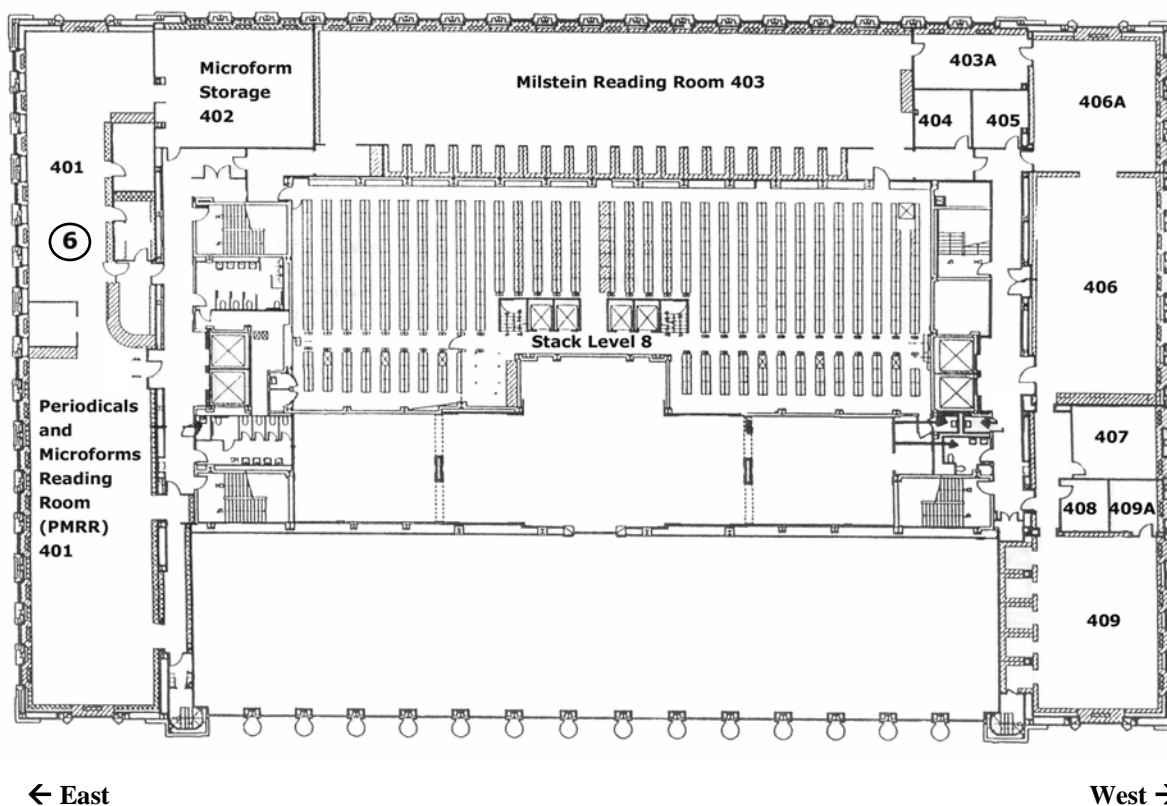 Microform
Storage
402
Milstein Reading Room 403
403A
404
405
406A
401
6
406
Stack Level 8
Periodicals
and
Microforms
Reading
Room
(PMRR)
401
407
408
409A
409
← East
West →